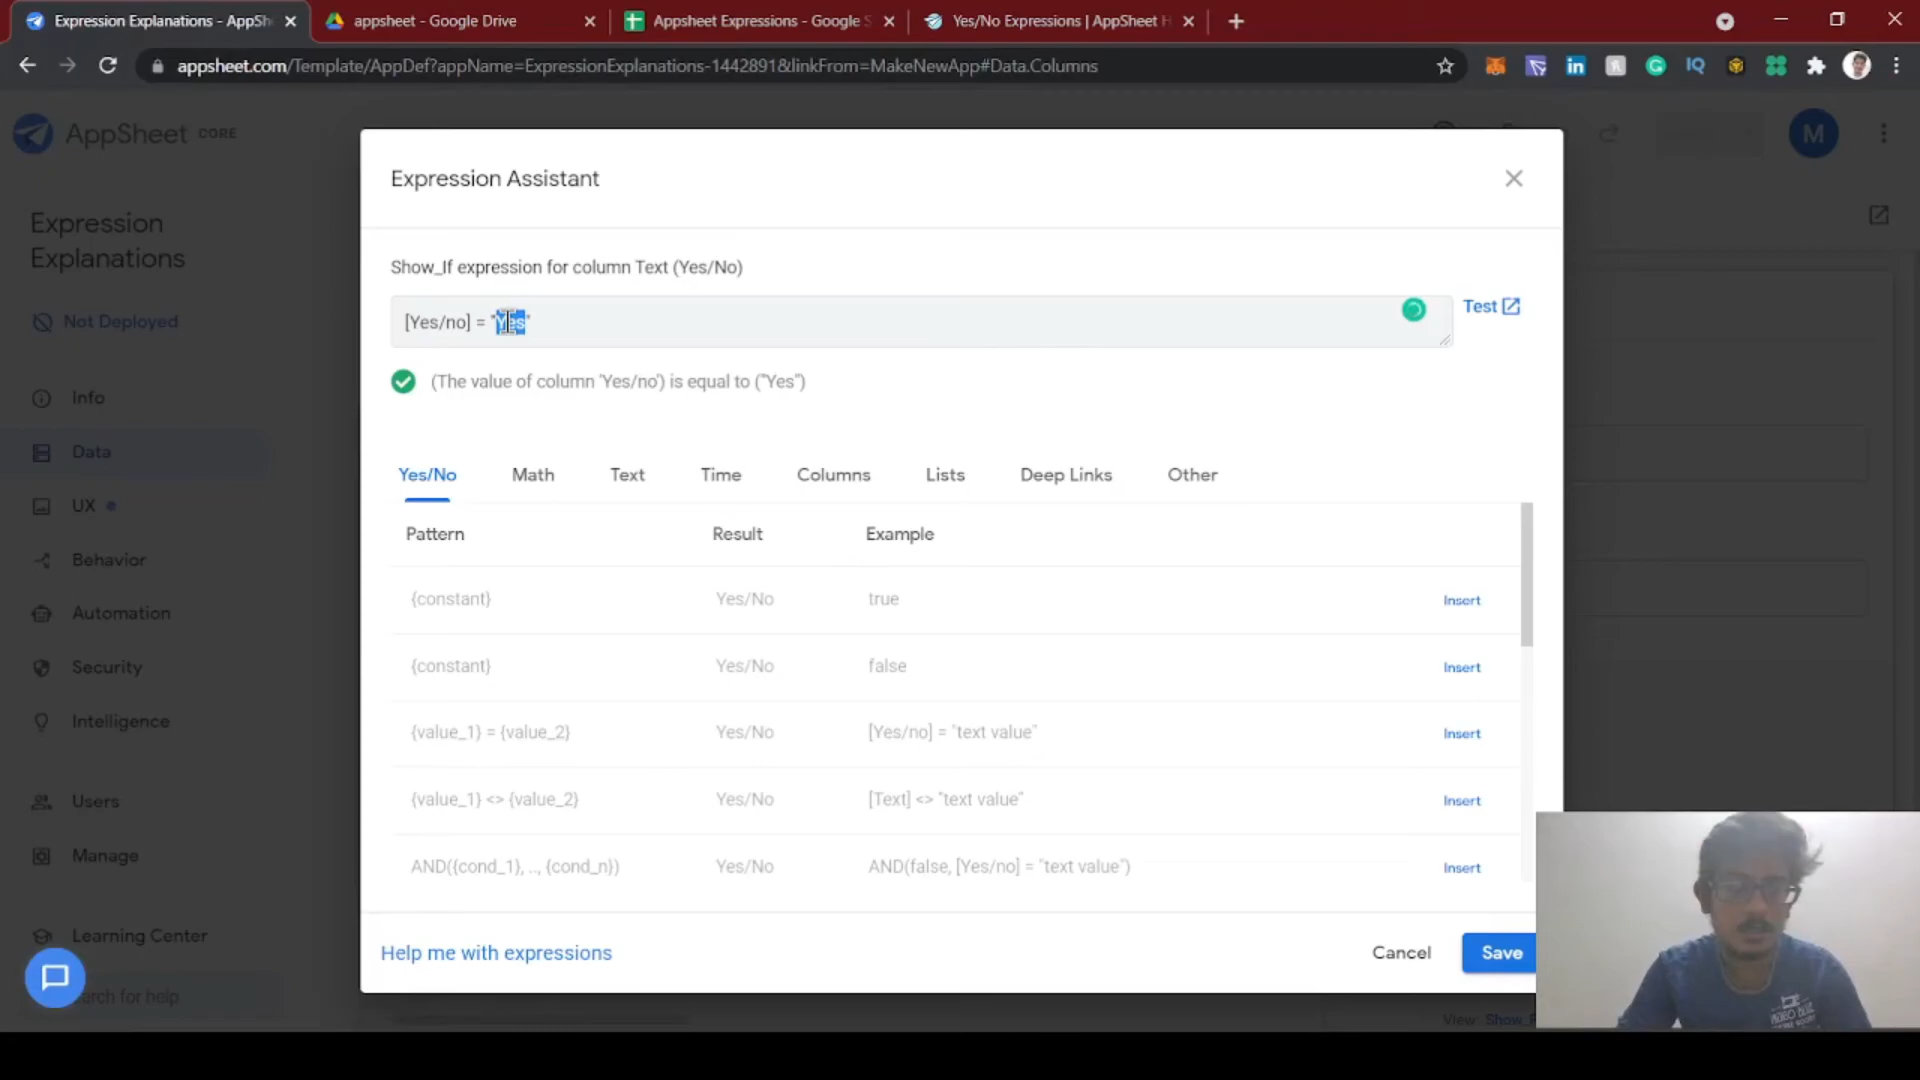 Expression Explanations - AppSh
appsheet - Google Drive
Appsheet Expressions - Google S
Yes/No Expressions | AppSheet H
appsheet.com/Template/AppDef?appName=ExpressionExplanations-1442891&linkFrom=MakeNewApp#Data.Columns
AppSheet CORE
M
Expression
Explanations
Not Deployed
Info
Data
UX
Behavior
Automation
Security
Intelligence
Users
Manage
Learning Center
ch for help
Expression Assistant
Show_If expression for column Text (Yes/No)
[Yes/no] = "Yes"
Test
(The value of column 'Yes/no') is equal to ("Yes")
Yes/No Math Text Time Columns Lists Deep Links Other
Pattern Result Example
{constant} Yes/No true Insert
{constant} Yes/No false Insert
{value_1} = {value_2} Yes/No [Yes/no] = "text value" Insert
{value_1} <> {value_2} Yes/No [Text] <> "text value" Insert
AND({cond_1}, .., {cond_n}) Yes/No AND(false, [Yes/no] = "text value") Insert
Help me with expressions
Cancel
Save
View: